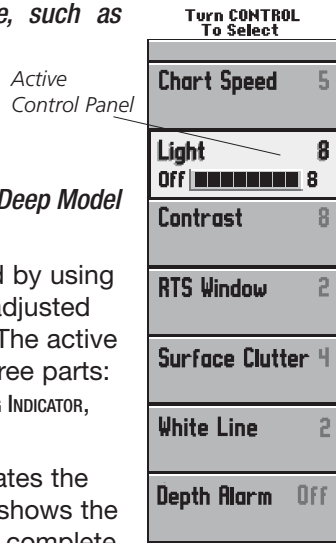 e, such as
Active
Control Panel
Deep Model
d by using
adjusted
The active
ree parts:
INDICATOR,
ates the
shows the
complete
Turn CONTROL
To Select
Chart Speed 5
Light 8
Off 8
Contrast 8
RTS Window 2
Surface Clutter 4
White Line 2
Depth Alarm Off